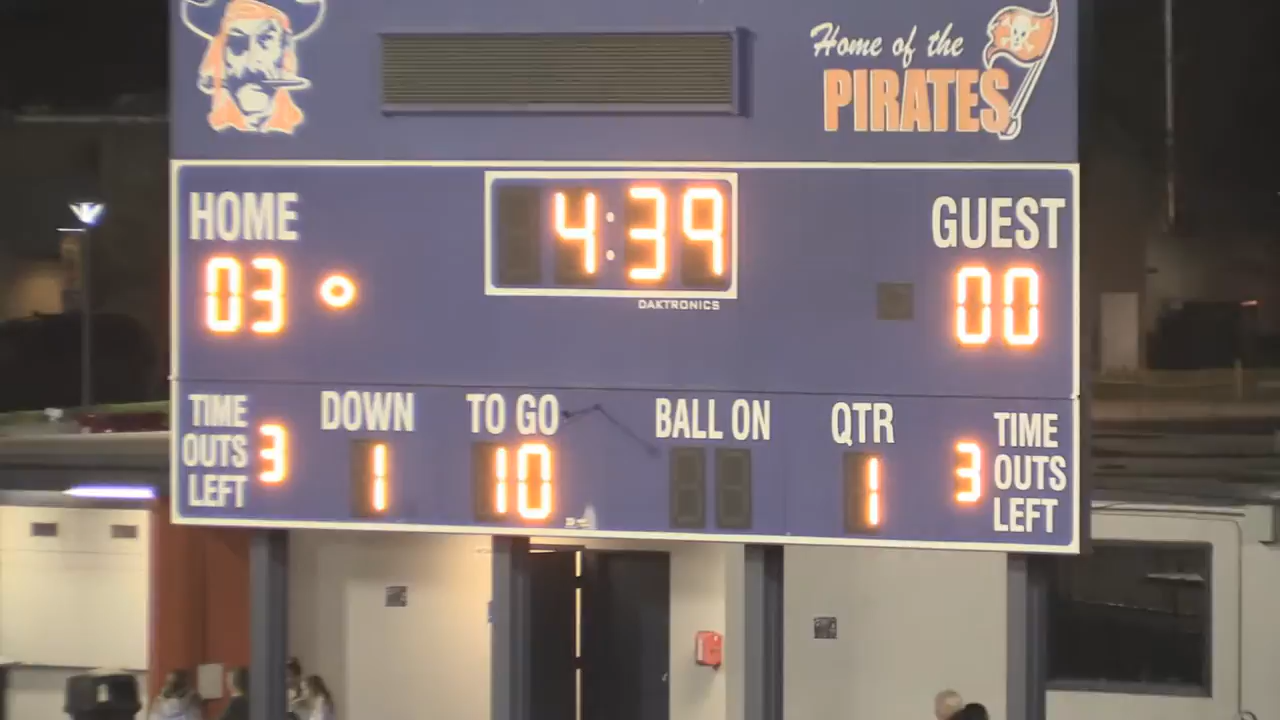 Home of the
PIRATES
HOME
4:39
GUEST
03
00
DAKTRONICS
TIME
OUTS
LEFT
3
DOWN
1
TO GO
10
BALL ON
QTR
1
3
TIME
OUTS
LEFT